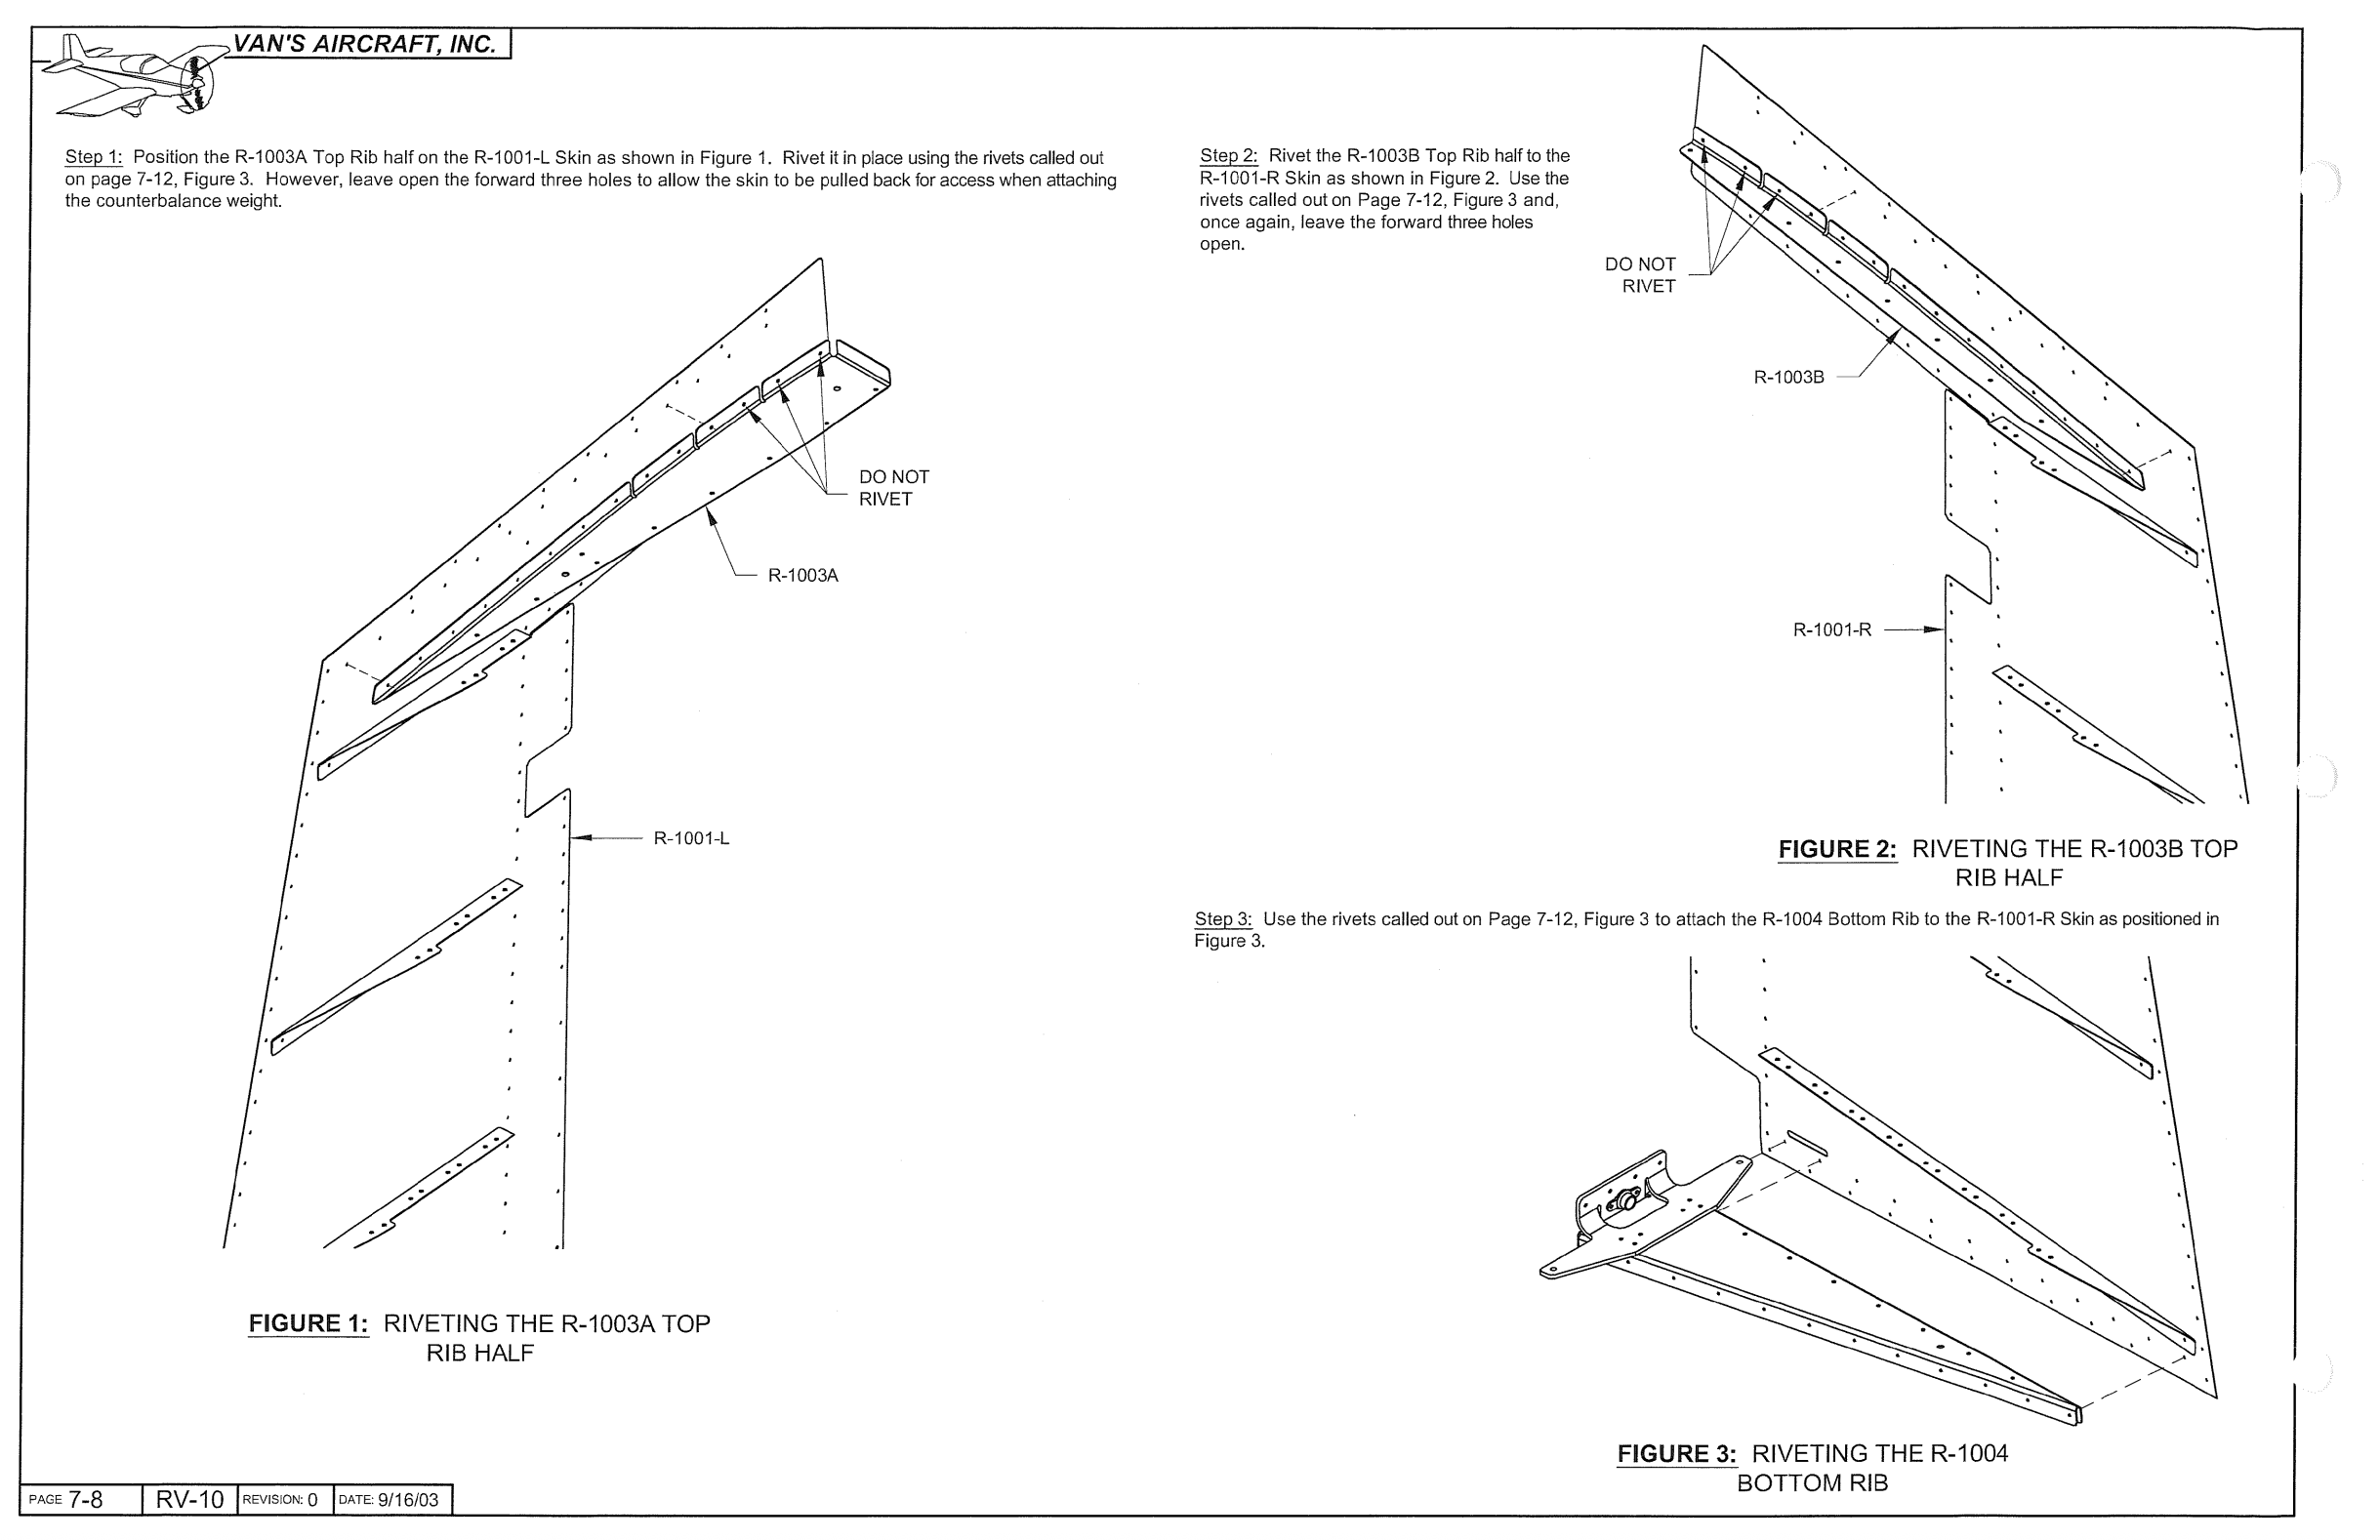 VAN'S AIRCRAFT, INC.
Step 1: Position the R-1003A Top Rib half on the R-1001-L Skin as shown in Figure 1. Rivet it in place using the rivets called out
on page 7-12, Figure 3. However, leave open the forward three holes to allow the skin to be pulled back for access when attaching
the counterbalance weight.
DO NOT
RIVET
R-1003A
R-1001-L
FIGURE 1: RIVETING THE R-1003A TOP
RIB HALF
Step 2: Rivet the R-1003B Top Rib half to the
R-1001-R Skin as shown in Figure 2. Use the
rivets called out on Page 7-12, Figure 3 and,
once again, leave the forward three holes
open.
DO NOT
RIVET
R-1003B
R-1001-R
FIGURE 2: RIVETING THE R-1003B TOP
RIB HALF
Step 3: Use the rivets called out on Page 7-12, Figure 3 to attach the R-1004 Bottom Rib to the R-1001-R Skin as positioned in
Figure 3.
FIGURE 3: RIVETING THE R-1004
BOTTOM RIB
PAGE 7-8 RV-10 REVISION: 0 DATE: 9/16/03